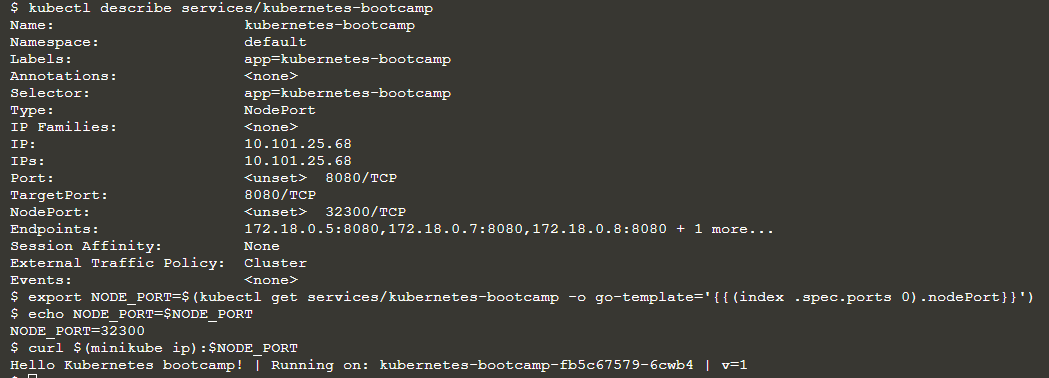 $ kubectl describe services/kubernetes-bootcamp
Name: kubernetes-bootcamp
Namespace: default
Labels: app=kubernetes-bootcamp
Annotations: <none>
Selector: app=kubernetes-bootcamp
Type: NodePort
IP Families: <none>
IP: 10.101.25.68
IPs: 10.101.25.68
Port: <unset> 8080/TCP
TargetPort: 8080/TCP
NodePort: <unset> 32300/TCP
Endpoints: 172.18.0.5:8080,172.18.0.7:8080,172.18.0.8:8080 + 1 more...
Session Affinity: None
External Traffic Policy: Cluster
Events: <none>
$ export NODE_PORT=$(kubectl get services/kubernetes-bootcamp -o go-template='{{(index .spec.ports 0).nodePort}}')
$ echo NODE_PORT=$NODE_PORT
NODE_PORT=32300
$ curl $(minikube ip):$NODE_PORT
Hello Kubernetes bootcamp! | Running on: kubernetes-bootcamp-fb5c67579-6cwb4 | v=1
$